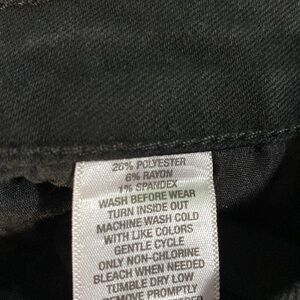 26% POLYESTER
6% RAYON
1% SPANDEX
WASH BEFORE WEAR
TURN INSIDE OUT
MACHINE WASH COLD
WITH LIKE COLORS
GENTLE CYCLE
ONLY NON-CHLORINE
BLEACH WHEN NEEDED
TUMBLE DRY LOW
REMOVE PROMPTLY